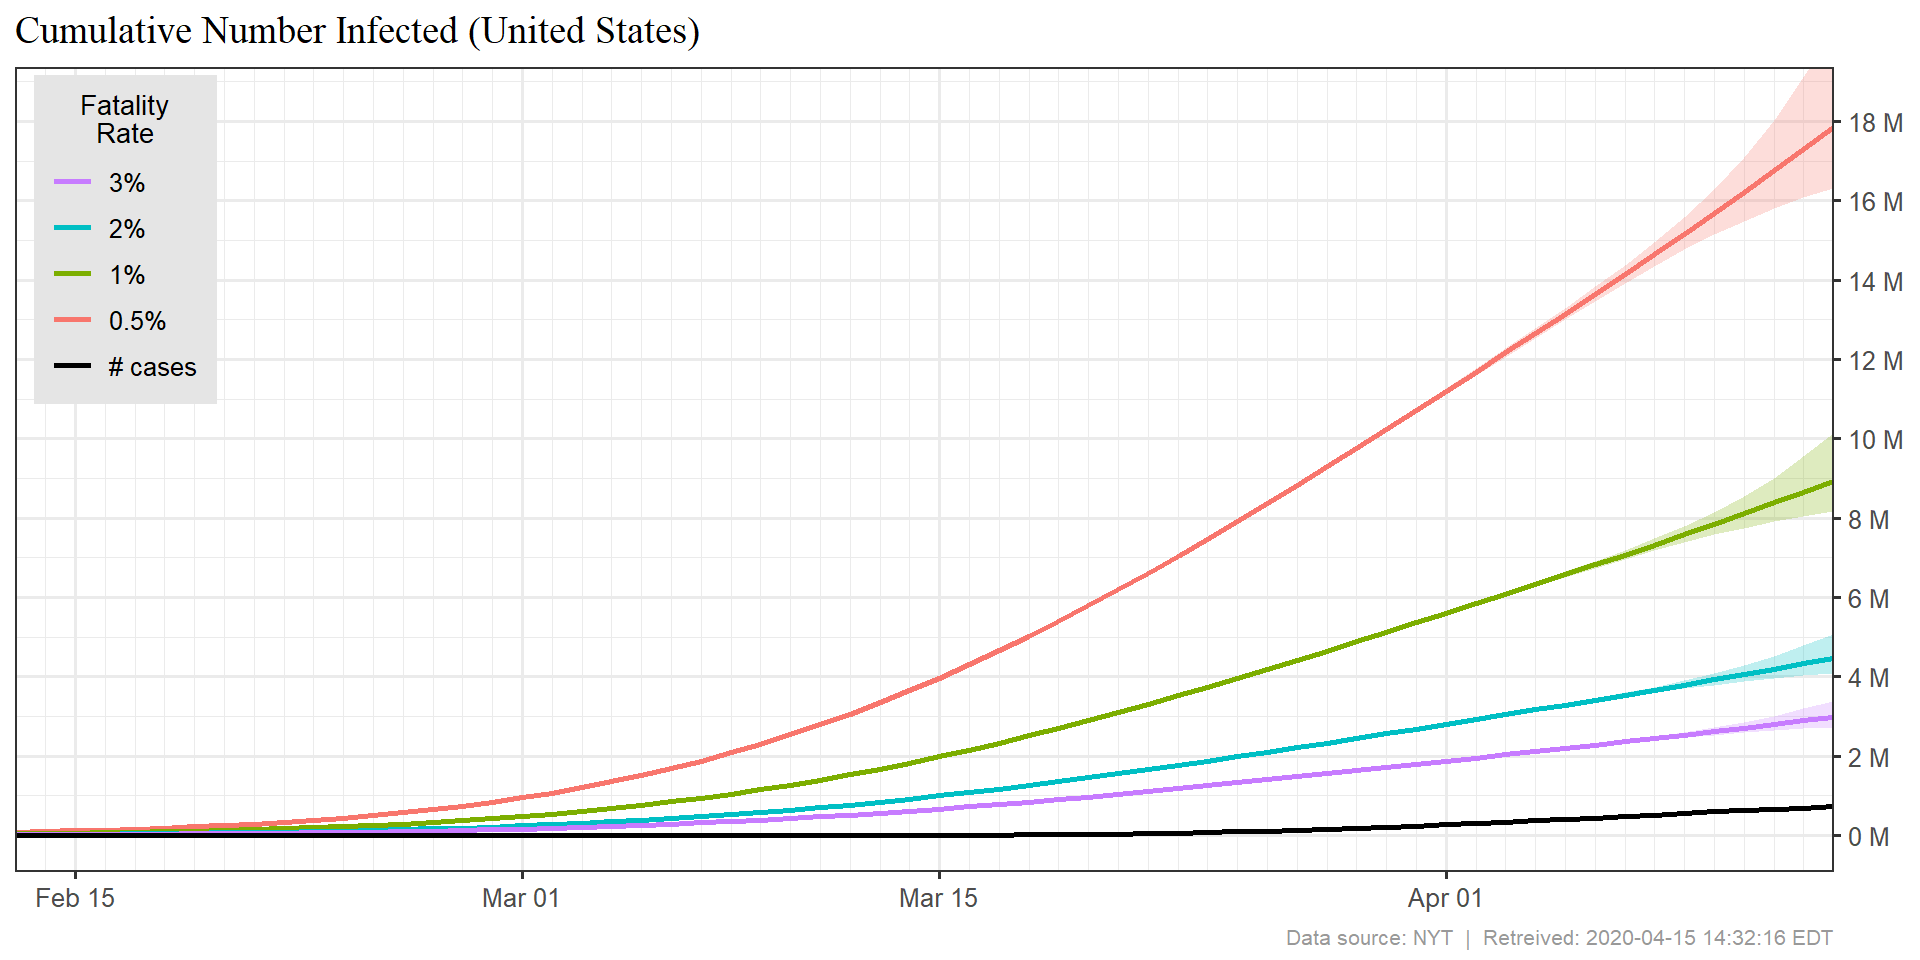 Cumulative Number Infected (United States)
Fatality
Rate
3%
2%
1%
0.5%
# cases
18 M
16 M
14 M
12 M
10 M
8 M
6 M
4 M
2 M
0 M
Feb 15
Mar 01
Mar 15
Apr 01
Data source: NYT | Retreived: 2020-04-15 14:32:16 EDT